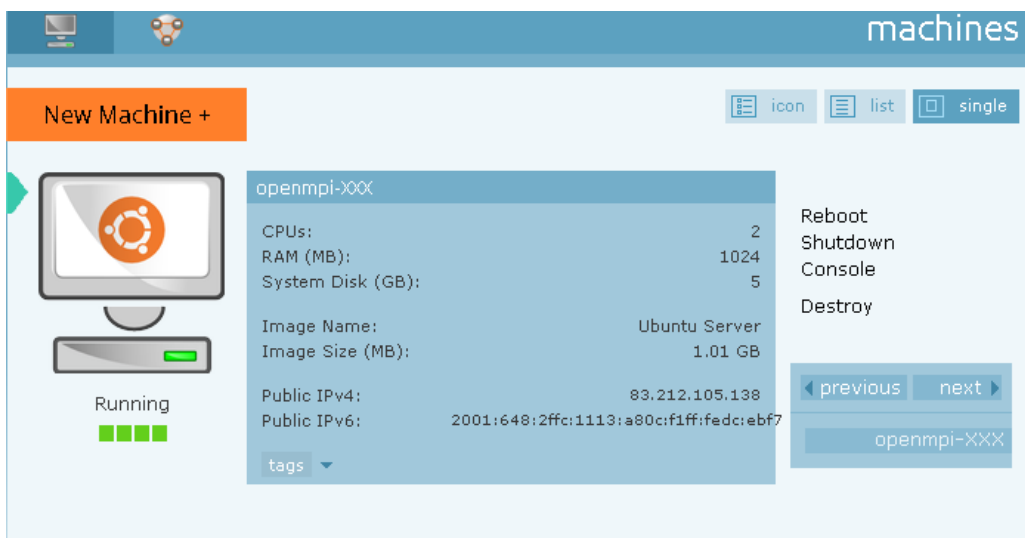 machines
New Machine +
icon list single
openmpi-XXX
CPUs: 2
RAM (MB): 1024
System Disk (GB): 5
Image Name: Ubuntu Server
Image Size (MB): 1.01 GB
Public IPv4: 83.212.105.138
Public IPv6: 2001:648:2ffc:1113:a80c:f1ff:fedc:ebf7
tags
Running
Reboot
Shutdown
Console
Destroy
previous next
openmpi-XXX